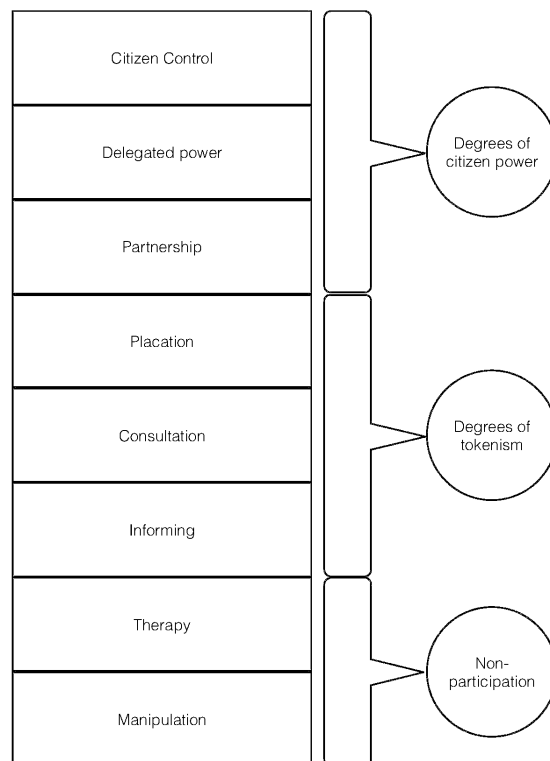 Citizen Control
Delegated power
Partnership
Placation
Consultation
Informing
Therapy
Manipulation
Degrees of
citizen power
Degrees of
tokenism
Non-
participation